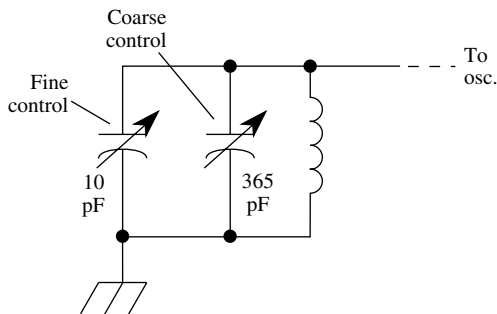 Coarse
control
To
osc.
Fine
control
10
pF
365
pF